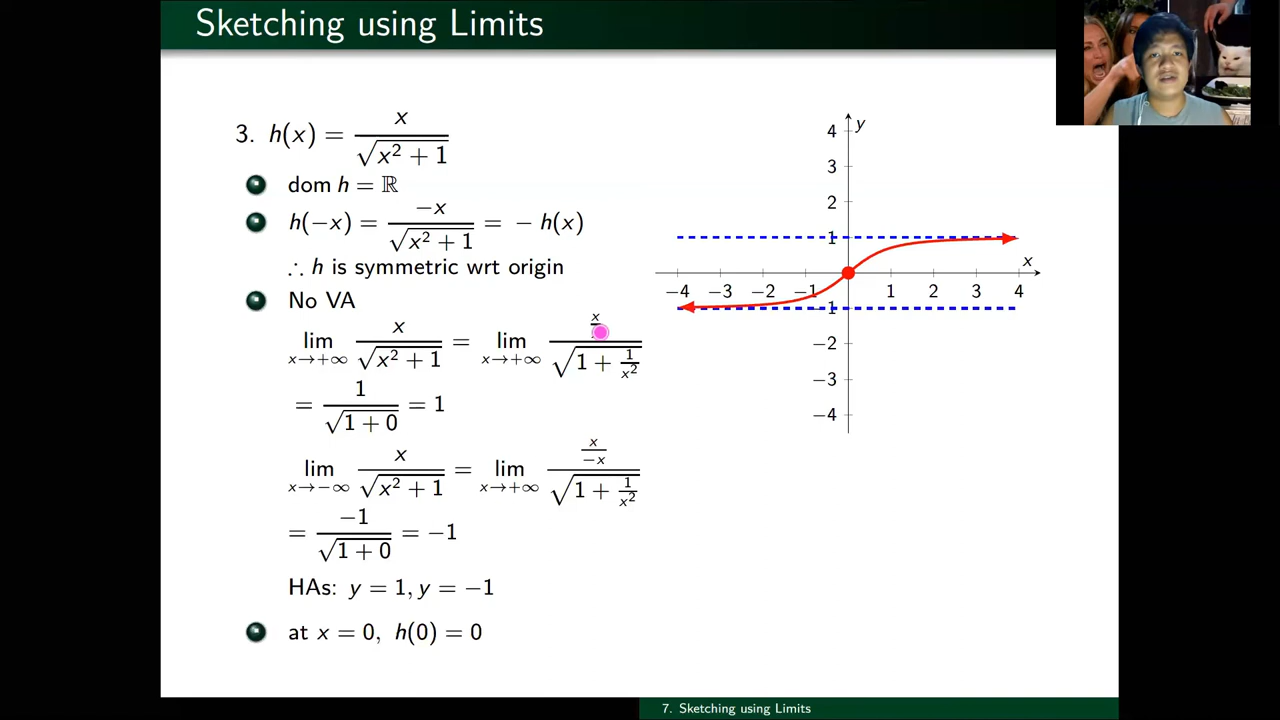 Sketching using Limits
3. h(x) = x / √(x² + 1)
dom h = ℝ
h(−x) = −x / √(x² + 1) = − h(x)
∴ h is symmetric wrt origin
No VA
lim x→+∞ x / √(x² + 1) = lim x→+∞ x / √(1 + 1/x²)
= 1 / √(1 + 0) = 1
lim x→−∞ x / √(x² + 1) = lim x→+∞ (x/−x) / √(1 + 1/x²)
= −1 / √(1 + 0) = −1
HAs: y = 1, y = −1
at x = 0, h(0) = 0
y
4
3
2
1
x
−4 −3 −2 −1 1 2 3 4
−1
−2
−3
−4
7. Sketching using Limits